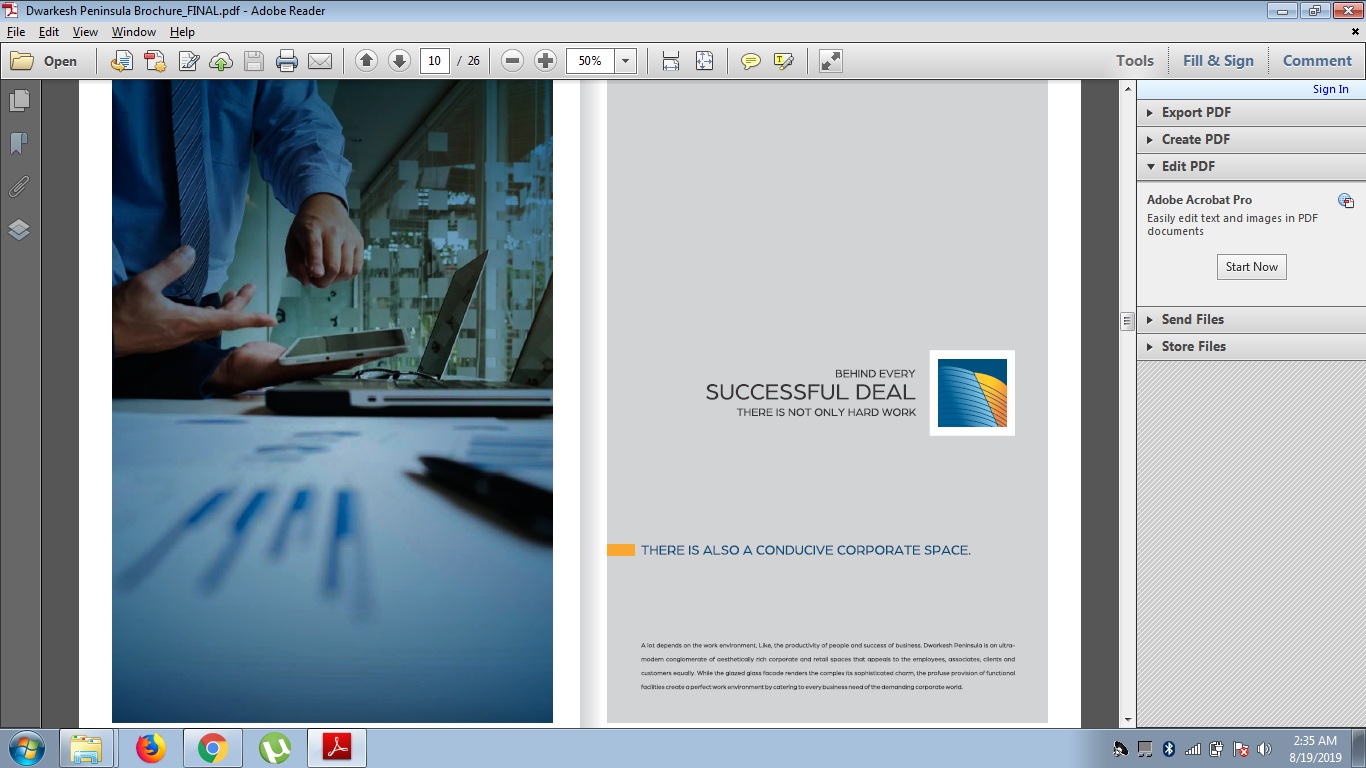 Dwarkesh Peninsula Brochure_FINAL.pdf - Adobe Reader
File Edit View Window Help
Open 10 / 26 50% Tools Fill & Sign Comment
Sign In
Export PDF
Create PDF
Edit PDF
Adobe Acrobat Pro
Easily edit text and images in PDF
documents
Start Now
Send Files
Store Files
BEHIND EVERY
SUCCESSFUL DEAL
THERE IS NOT ONLY HARD WORK
THERE IS ALSO A CONDUCIVE CORPORATE SPACE.
A lot depends on the work environment. Like, the productivity of people and success of business. Dwarkesh Peninsula is an ultra-
modern conglomerate of aesthetically rich corporate and retail spaces that appeals to the employees, associates, clients and
customers equally. While the glazed glass facade renders the complex its sophisticated charm, the profuse provision of functional
facilities create a perfect work environment by catering to every business need of the demanding corporate world.
2:35 AM
8/19/2019